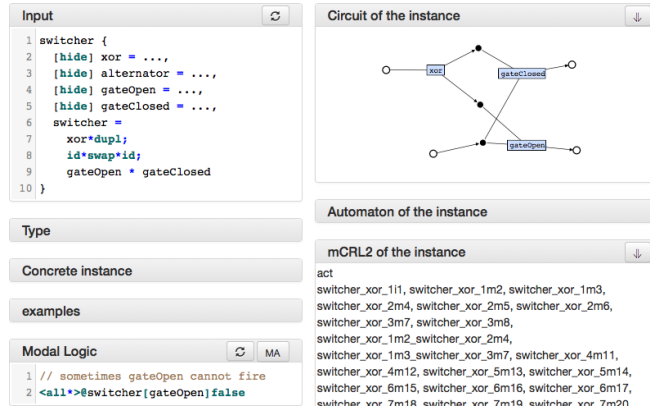 Input
1 switcher {
2 [hide] xor = ...,
3 [hide] alternator = ...,
4 [hide] gateOpen = ...,
5 [hide] gateClosed = ...,
6 switcher =
7 xor*dupl;
8 id*swap*id;
9 gateOpen * gateClosed
10 }
Type
Concrete instance
examples
Modal Logic MA
1 // sometimes gateOpen cannot fire
2 <all*>@switcher[gateOpen]false
Circuit of the instance
xor
gateClosed
gateOpen
Automaton of the instance
mCRL2 of the instance
act
switcher_xor_1i1, switcher_xor_1m2, switcher_xor_1m3,
switcher_xor_2m4, switcher_xor_2m5, switcher_xor_2m6,
switcher_xor_3m7, switcher_xor_3m8,
switcher_xor_1m2_switcher_xor_2m4,
switcher_xor_1m3_switcher_xor_3m7, switcher_xor_4m11,
switcher_xor_4m12, switcher_xor_5m13, switcher_xor_5m14,
switcher_xor_6m15, switcher_xor_6m16, switcher_xor_6m17,
switcher_xor_7m18, switcher_xor_7m19, switcher_xor_7m20